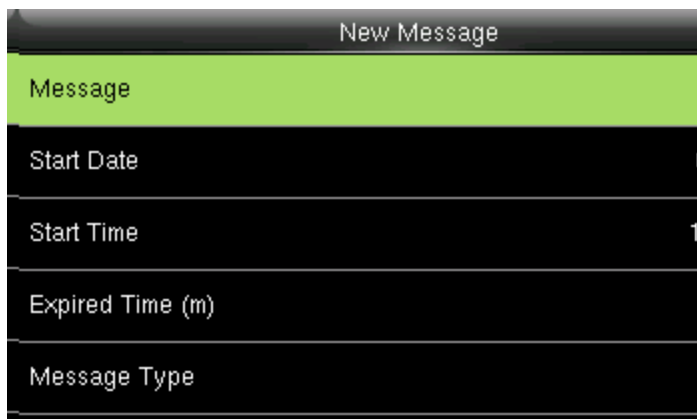 New Message
Message
Start Date
Start Time
Expired Time (m)
Message Type